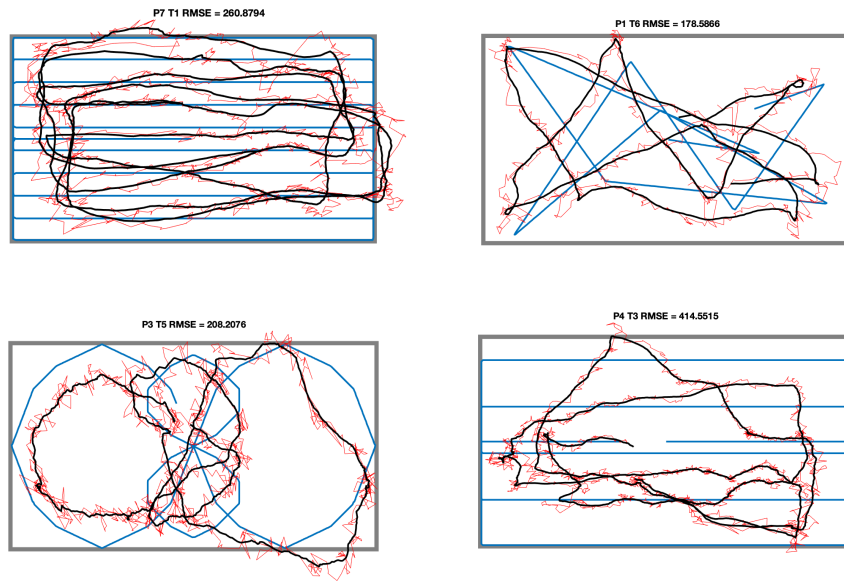 P7 T1 RMSE = 260.8794
P1 T6 RMSE = 178.5866
P3 T5 RMSE = 208.2076
P4 T3 RMSE = 414.5515